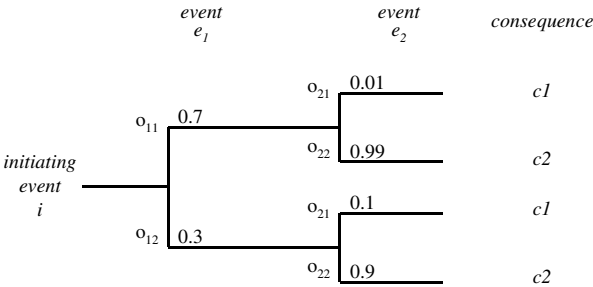 event event
e1 e2 consequence
o21 0.01 c1
o11 0.7
o22 0.99 c2
initiating
event
i
o21 0.1 c1
o12 0.3
o22 0.9 c2